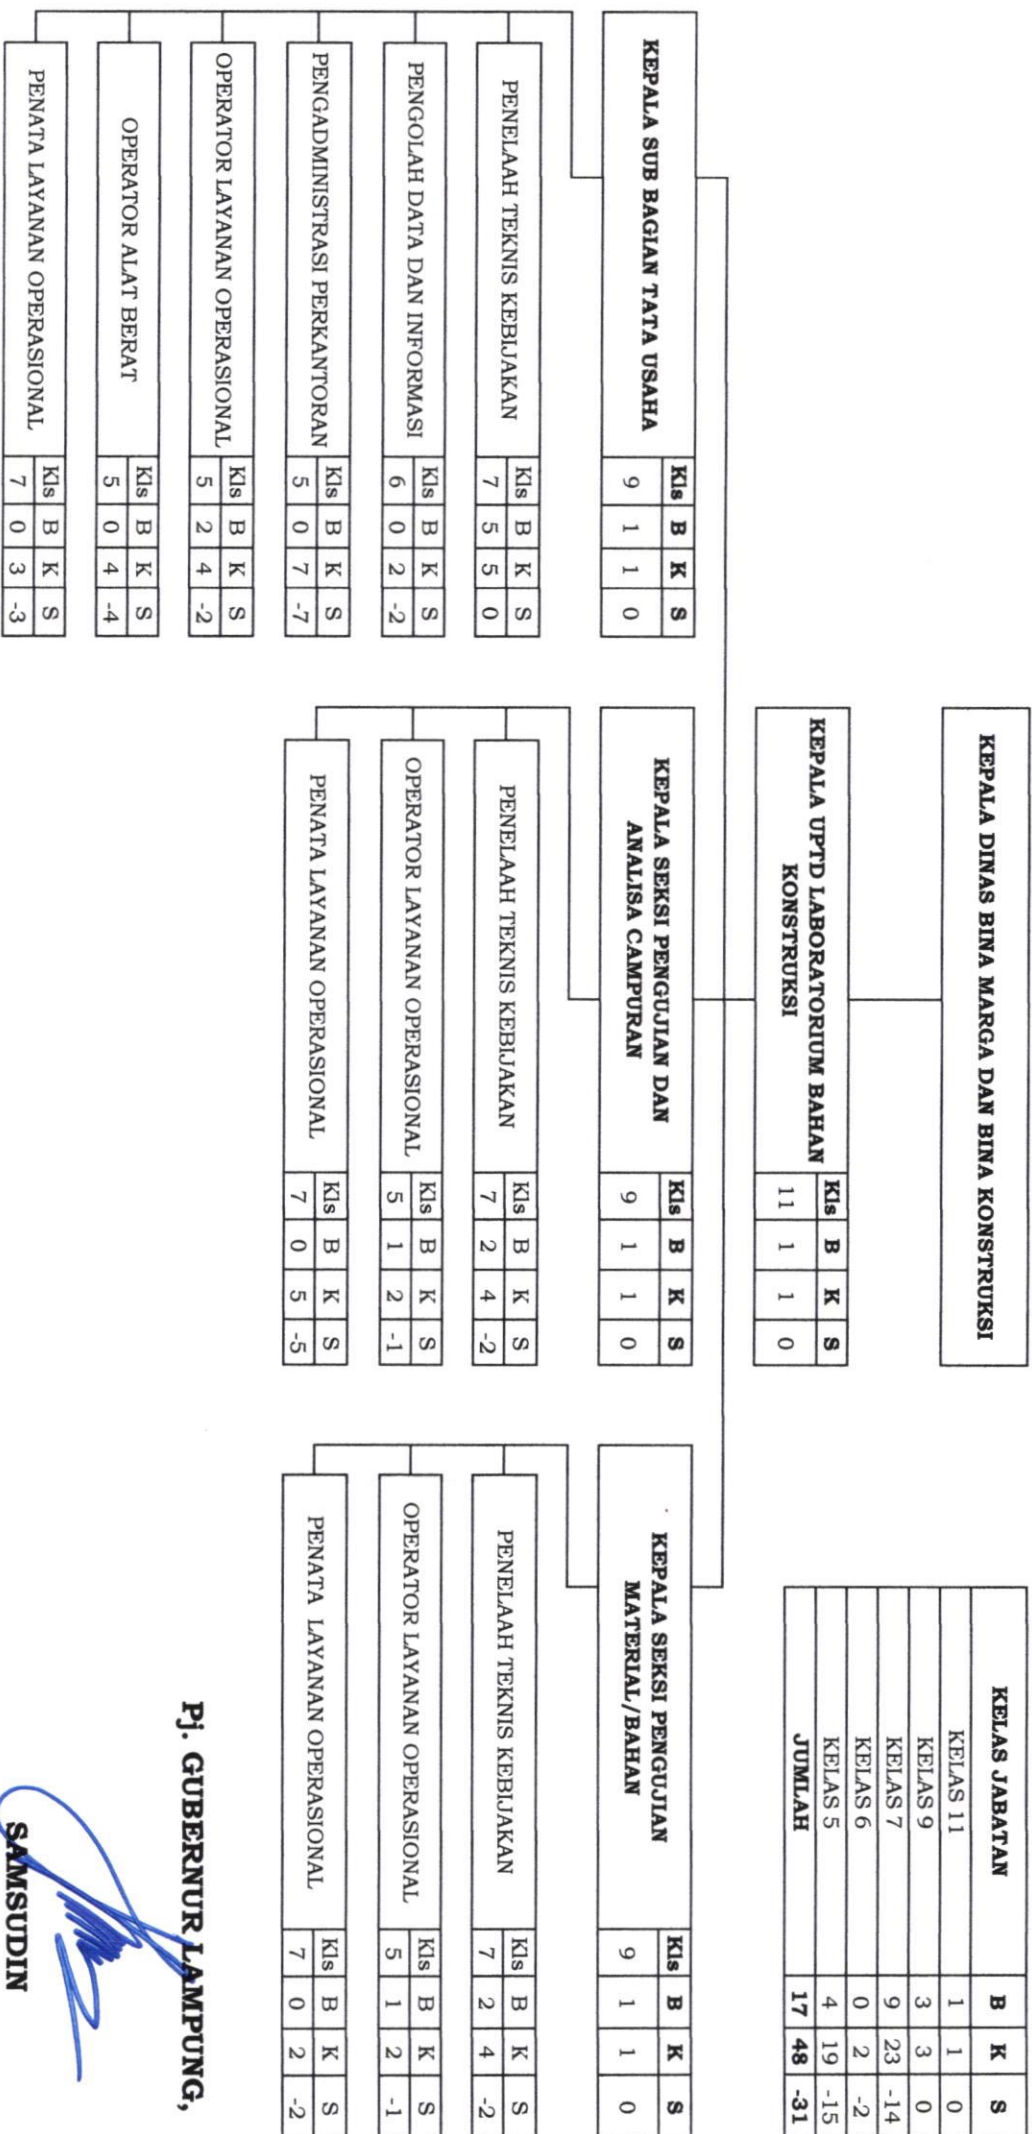 KEPALA DINAS BINA MARGA DAN BINA KONSTRUKSI
KELAS JABATAN B K S
KELAS 11 1 1 0
KELAS 9 3 3 0
KELAS 7 9 23 -14
KELAS 6 0 2 -2
KELAS 5 4 19 -15
JUMLAH 17 48 -31
KEPALA UPTD LABORATORIUM BAHAN
KONSTRUKSI
Kls B K S
11 1 1 0
KEPALA SUB BAGIAN TATA USAHA
Kls B K S
9 1 1 0
PENELAAH TEKNIS KEBIJAKAN
Kls B K S
7 5 5 0
PENGOLAH DATA DAN INFORMASI
Kls B K S
6 0 2 -2
PENGADMINISTRASI PERKANTORAN
Kls B K S
5 0 7 -7
OPERATOR LAYANAN OPERASIONAL
Kls B K S
5 2 4 -2
OPERATOR ALAT BERAT
Kls B K S
5 0 4 -4
PENATA LAYANAN OPERASIONAL
Kls B K S
7 0 3 -3
KEPALA SEKSI PENGUJIAN DAN
ANALISA CAMPURAN
Kls B K S
9 1 1 0
PENELAAH TEKNIS KEBIJAKAN
Kls B K S
7 2 4 -2
OPERATOR LAYANAN OPERASIONAL
Kls B K S
5 1 2 -1
PENATA LAYANAN OPERASIONAL
Kls B K S
7 0 5 -5
KEPALA SEKSI PENGUJIAN
MATERIAL/BAHAN
Kls B K S
9 1 1 0
PENELAAH TEKNIS KEBIJAKAN
Kls B K S
7 2 4 -2
OPERATOR LAYANAN OPERASIONAL
Kls B K S
5 1 2 -1
PENATA LAYANAN OPERASIONAL
Kls B K S
7 0 2 -2
Pj. GUBERNUR LAMPUNG,
SAMSUDIN